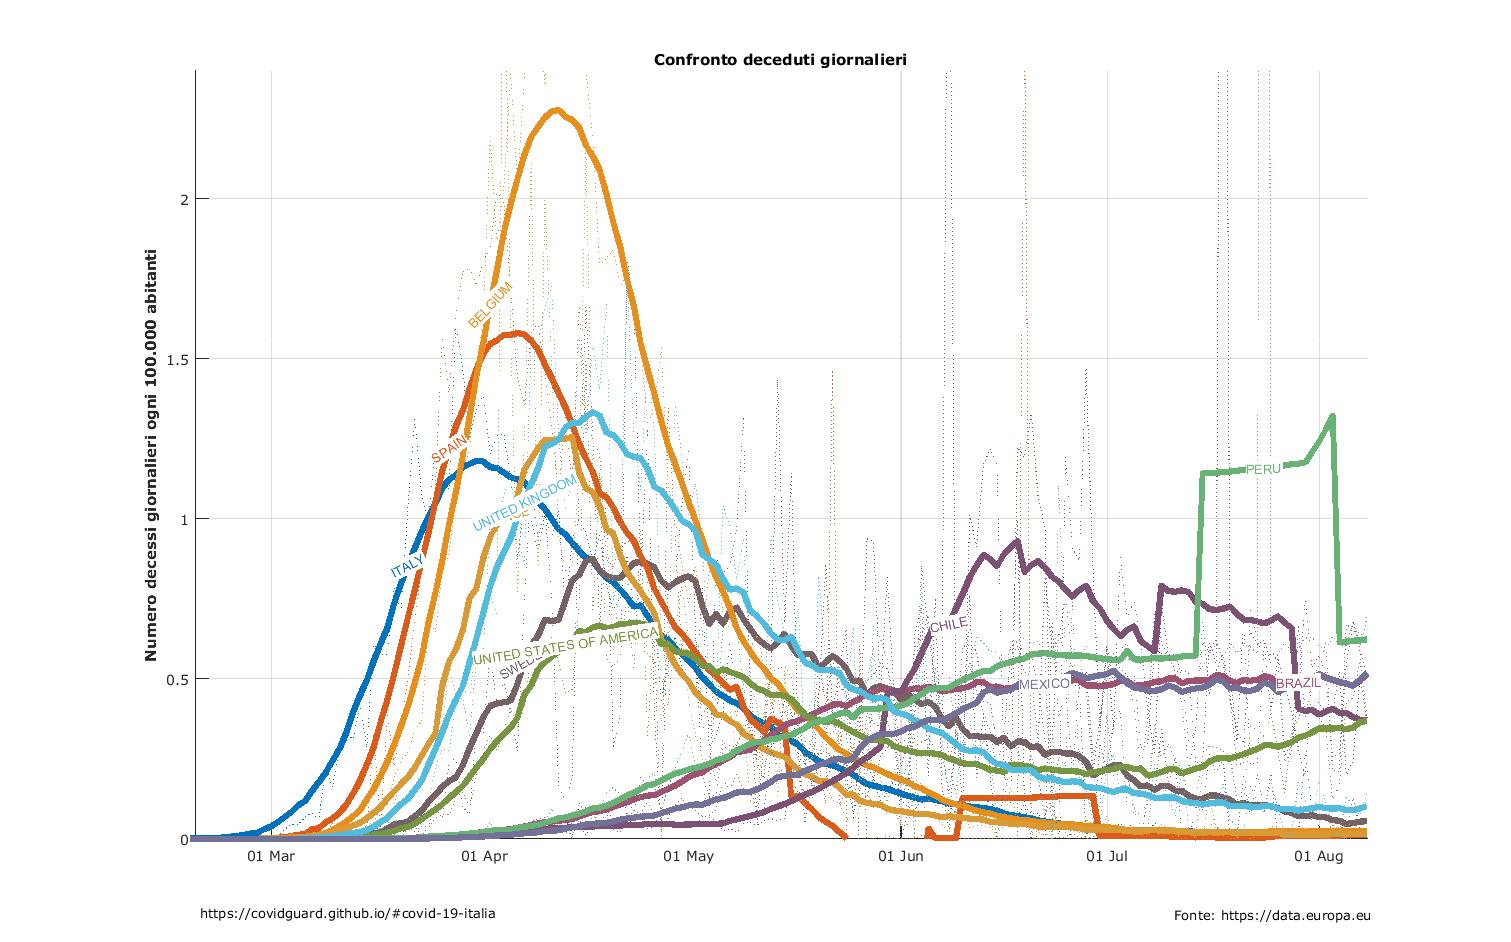 Confronto deceduti giornalieri
Numero decessi giornalieri ogni 100.000 abitanti
2
1.5
1
0.5
0
BELGIUM
SPAIN
UNITED KINGDOM
ITALY
UNITED STATES OF AMERICA
CHILE
MEXICO
BRAZIL
PERU
01 Mar
01 Apr
01 May
01 Jun
01 Jul
01 Aug
https://covidguard.github.io/#covid-19-italia
Fonte: https://data.europa.eu